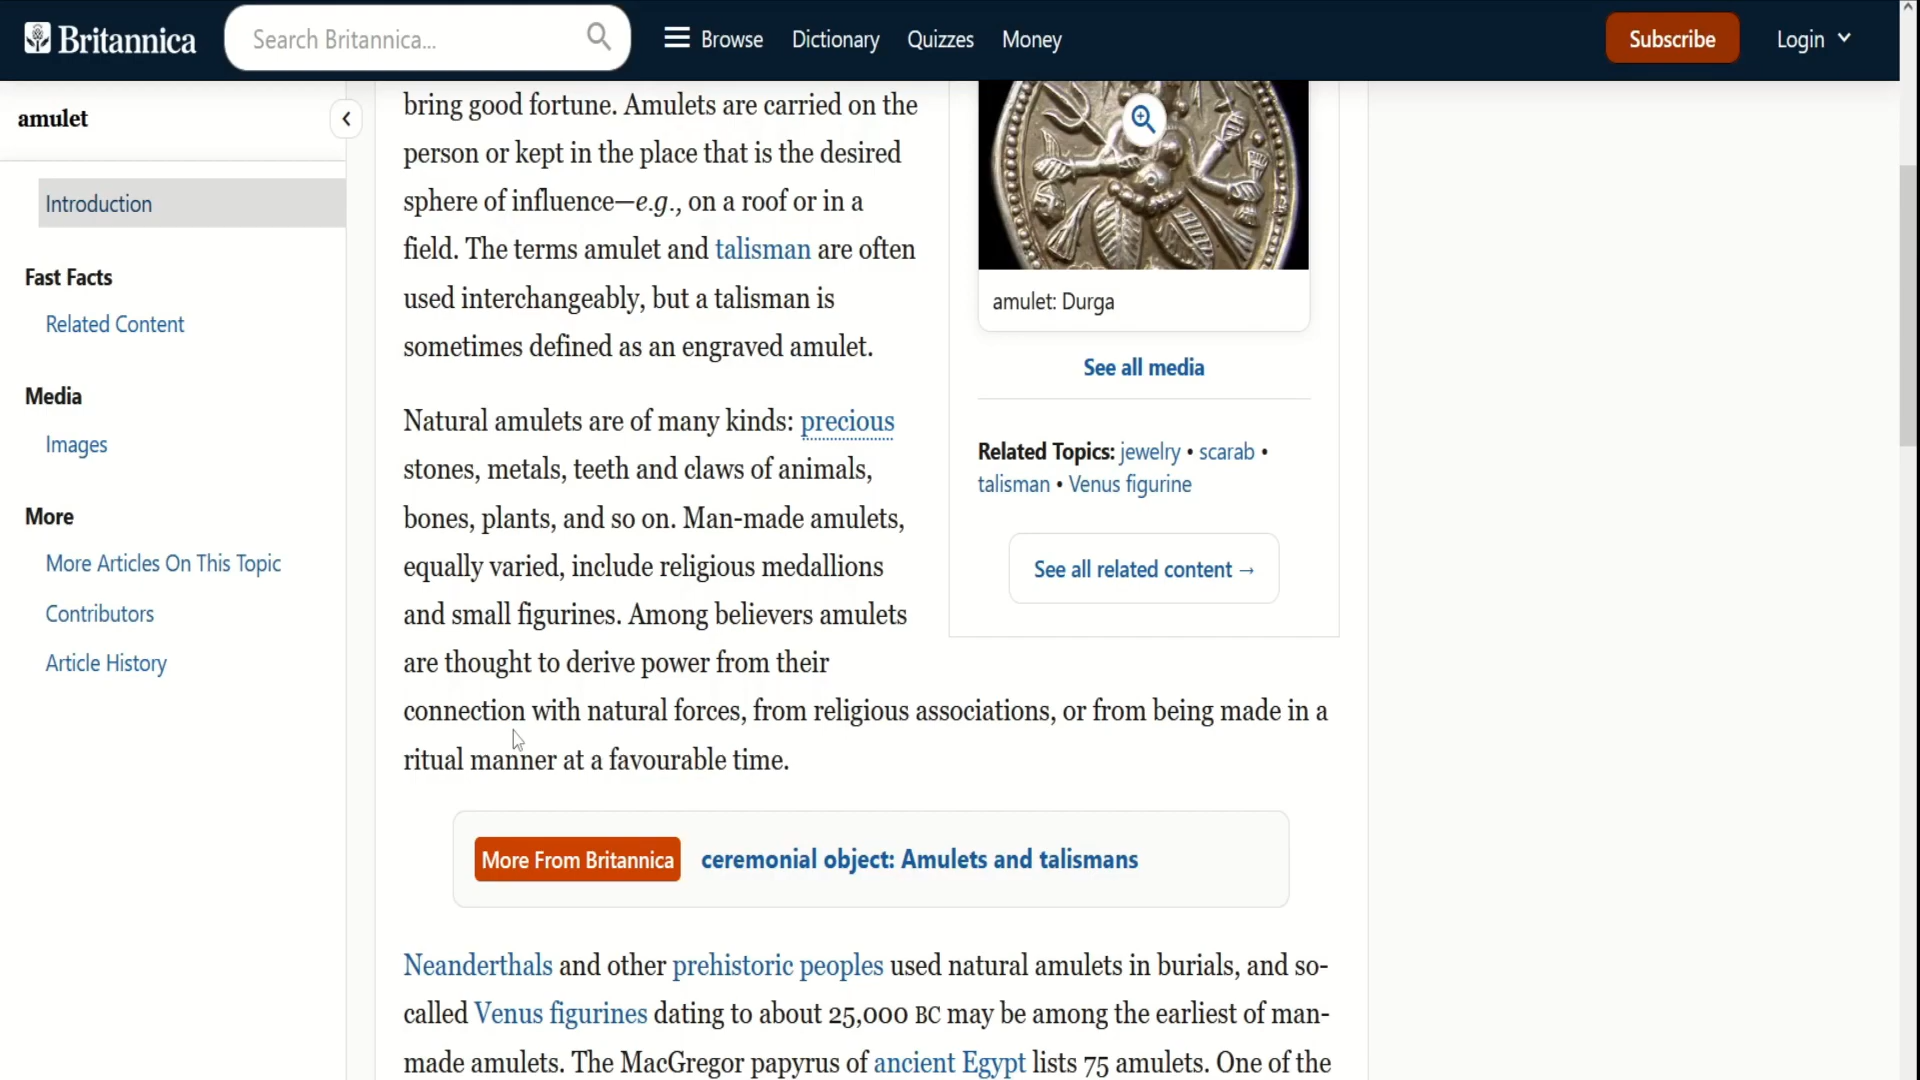 Britannica
Search Britannica...
Browse
Dictionary
Quizzes
Money
Subscribe
Login
amulet
Introduction
Fast Facts
Related Content
Media
Images
More
More Articles On This Topic
Contributors
Article History
bring good fortune. Amulets are carried on the
person or kept in the place that is the desired
sphere of influence—e.g., on a roof or in a
field. The terms amulet and talisman are often
used interchangeably, but a talisman is
sometimes defined as an engraved amulet.
Natural amulets are of many kinds: precious
stones, metals, teeth and claws of animals,
bones, plants, and so on. Man-made amulets,
equally varied, include religious medallions
and small figurines. Among believers amulets
are thought to derive power from their
connection with natural forces, from religious associations, or from being made in a
ritual manner at a favourable time.
More From Britannica
ceremonial object: Amulets and talismans
Neanderthals and other prehistoric peoples used natural amulets in burials, and so-
called Venus figurines dating to about 25,000 BC may be among the earliest of man-
made amulets. The MacGregor papyrus of ancient Egypt lists 75 amulets. One of the
amulet: Durga
See all media
Related Topics: jewelry • scarab •
talisman • Venus figurine
See all related content →